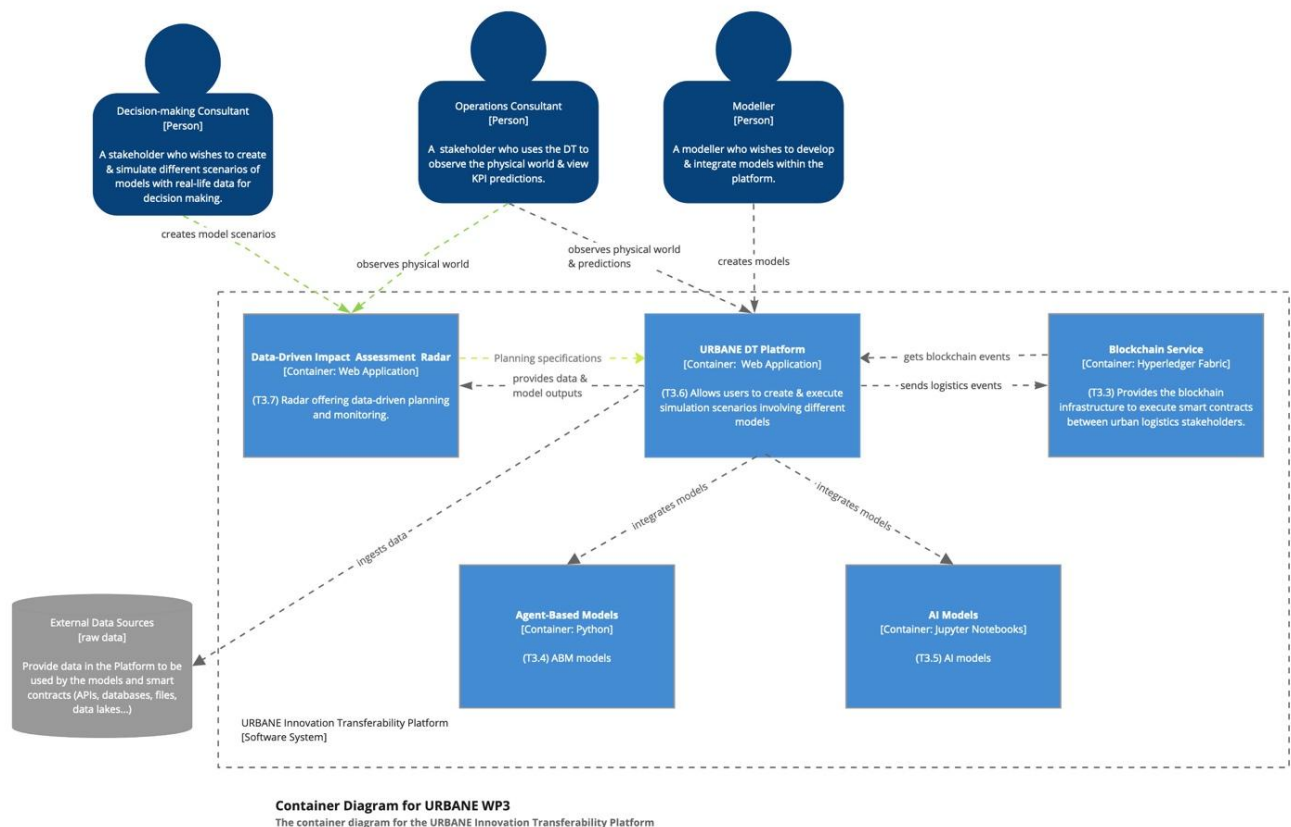 Decision-making Consultant
[Person]
A stakeholder who wishes to create
& simulate different scenarios of
models with real-life data for
decision making.
Operations Consultant
[Person]
A  stakeholder who uses the DT to
observe the physical world & view
KPI predictions.
Modeller
[Person]
A modeller who wishes to develop
& integrate models within the
platform.
creates model scenarios
observes physical world
observes physical world
& predictions
creates models
Data-Driven Impact  Assessment  Radar
[Container: Web Application]
(T3.7) Radar offering data-driven planning
and monitoring.
Planning specifications
provides data &
model outputs
URBANE DT Platform
[Container:  Web Application]
(T3.6) Allows users to create & execute
simulation scenarios involving different
models
gets blockchain events
sends logistics events
Blockchain Service
[Container: Hyperledger Fabric]
(T3.3) Provides the blockhain
infrastructure to execute smart contracts
between urban logistics stakeholders.
ingests data
integrates models
integrates models
Agent-Based Models
[Container: Python]
(T3.4) ABM models
AI Models
[Container: Jupyter Notebooks]
(T3.5) AI models
External Data Sources
[raw data]
Provide data in the Platform to be
used by the models and smart
contracts (APIs, databases, files,
data lakes...)
URBANE Innovation Transferability Platform
[Software System]
Container Diagram for URBANE WP3
The container diagram for the URBANE Innovation Transferability Platform